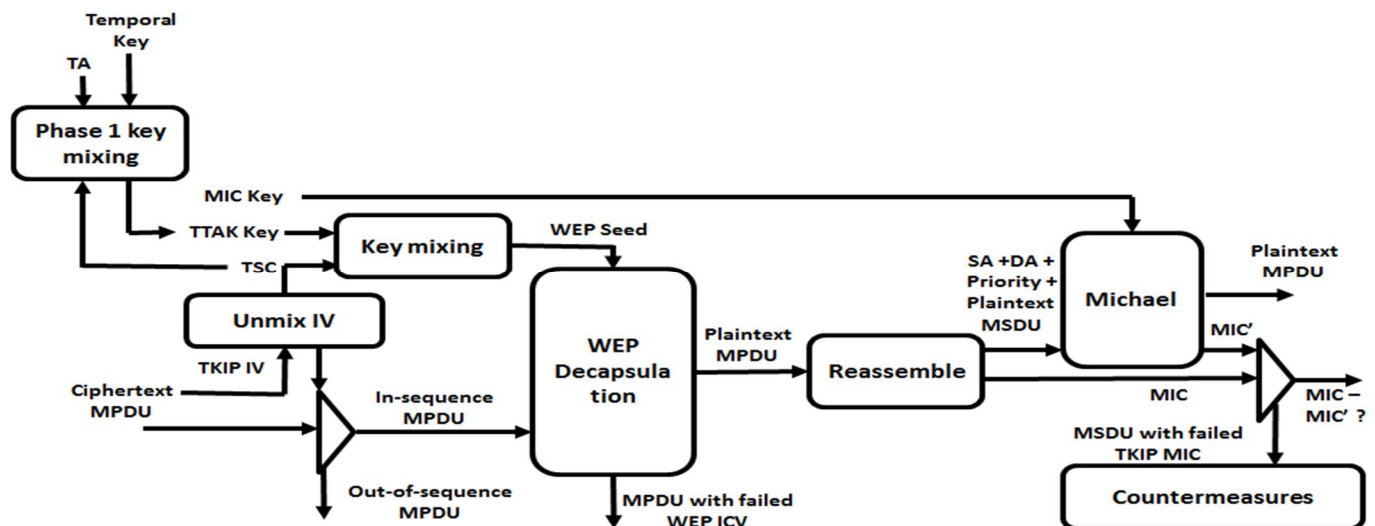 Temporal
Key
TA
Phase 1 key
mixing
MIC Key
TTAK Key
Key mixing
WEP Seed
TSC
Unmix IV
TKIP IV
Ciphertext
MPDU
In-sequence
MPDU
Out-of-sequence
MPDU
WEP
Decapsula
tion
MPDU with failed
WEP ICV
Plaintext
MPDU
Reassemble
SA +DA +
Priority +
Plaintext
MSDU
Michael
Plaintext
MPDU
MIC'
MIC
MIC –
MIC' ?
MSDU with failed
TKIP MIC
Countermeasures